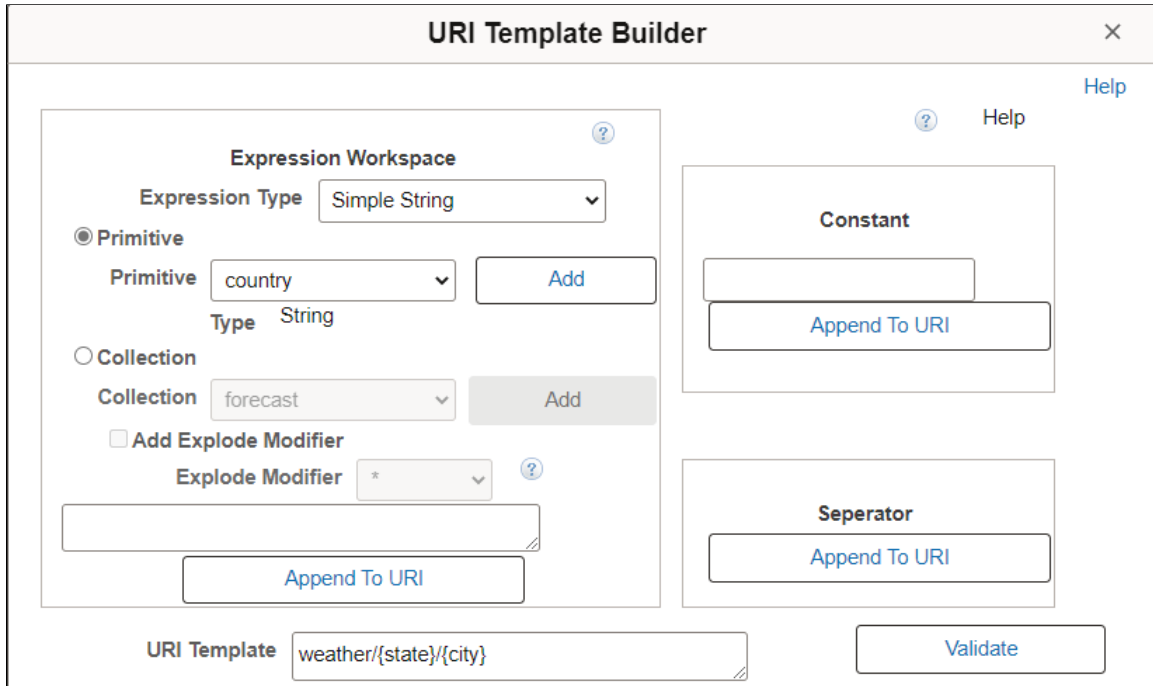 URI Template Builder
×
Help
? Help
?
Expression Workspace
Expression Type Simple String
Primitive
Primitive country Add
Type String
Collection
Collection forecast Add
Add Explode Modifier
Explode Modifier * ?
Append To URI
Constant
Append To URI
Seperator
Append To URI
URI Template weather/{state}/{city} Validate